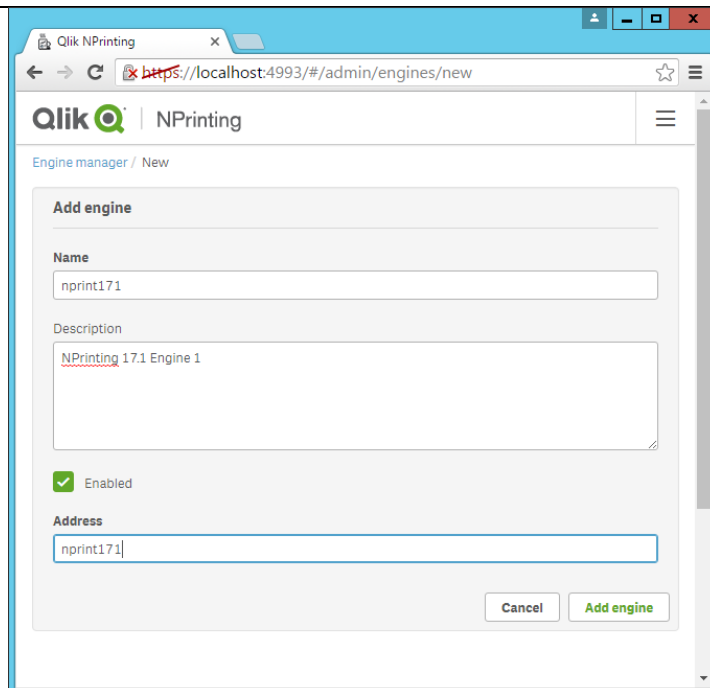 Qlik NPrinting
https://localhost:4993/#/admin/engines/new
Qlik NPrinting
Engine manager / New
Add engine
Name
nprint171
Description
NPrinting 17.1 Engine 1
Enabled
Address
nprint171
Cancel Add engine